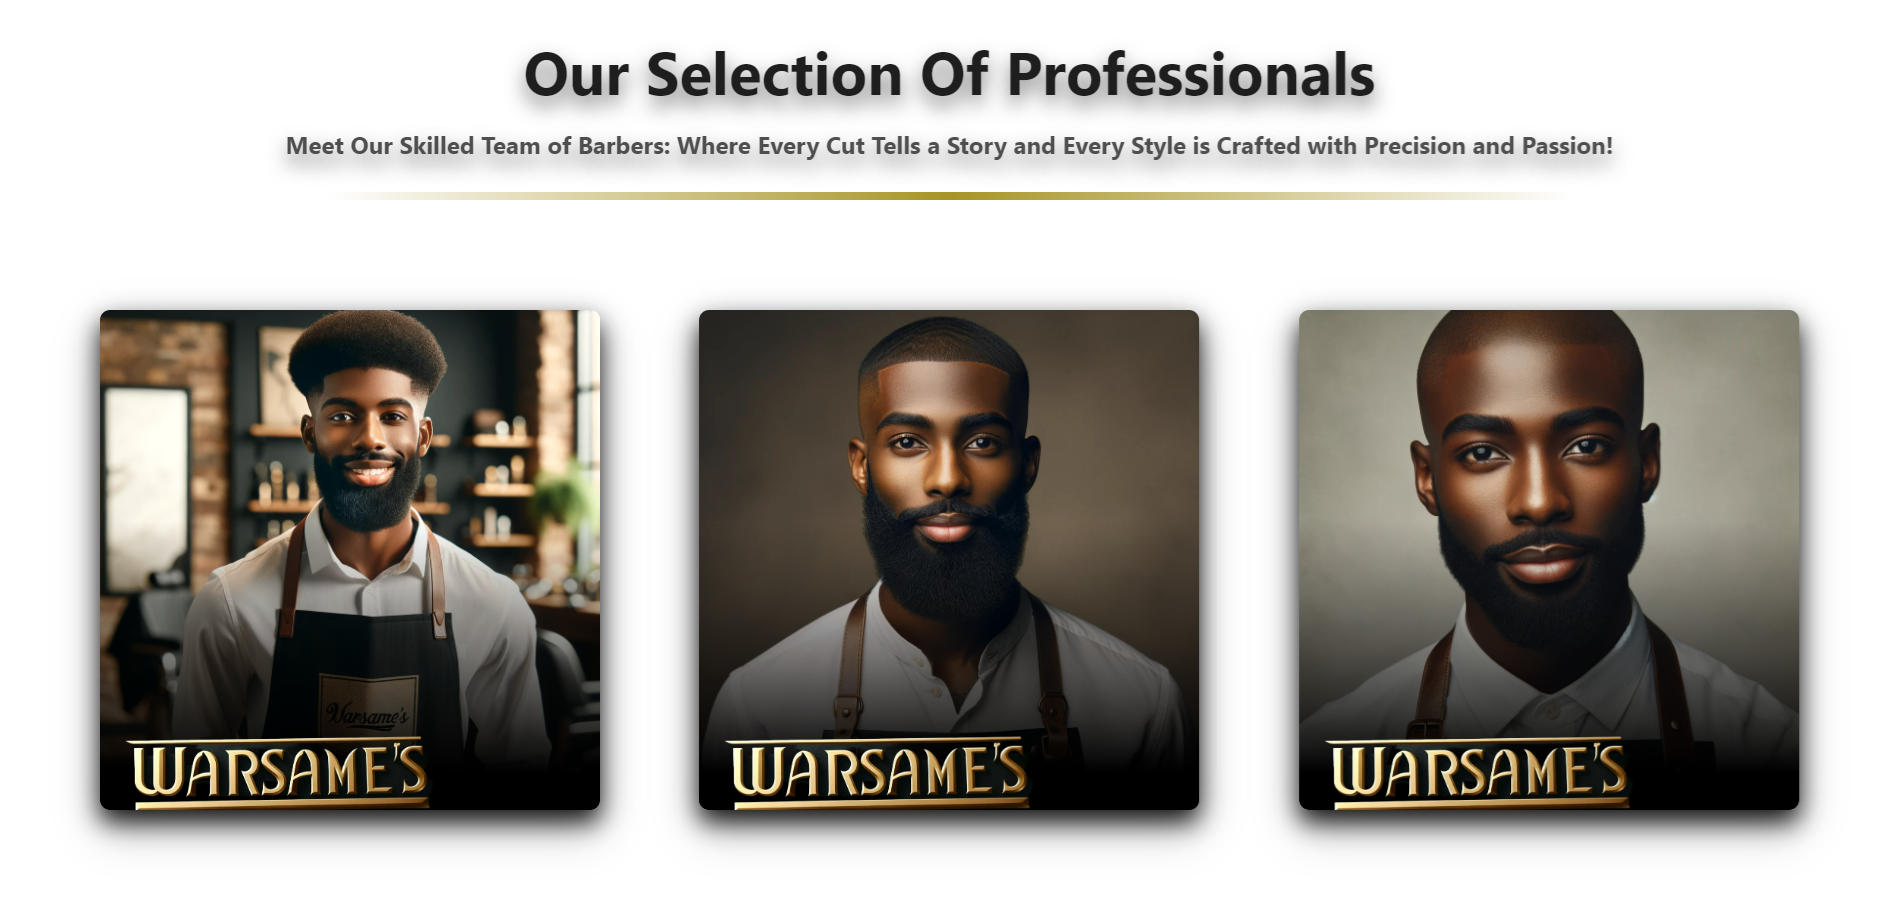 Our Selection Of Professionals
Meet Our Skilled Team of Barbers: Where Every Cut Tells a Story and Every Style is Crafted with Precision and Passion!
Warsame's
WARSAME'S
WARSAME'S
WARSAME'S